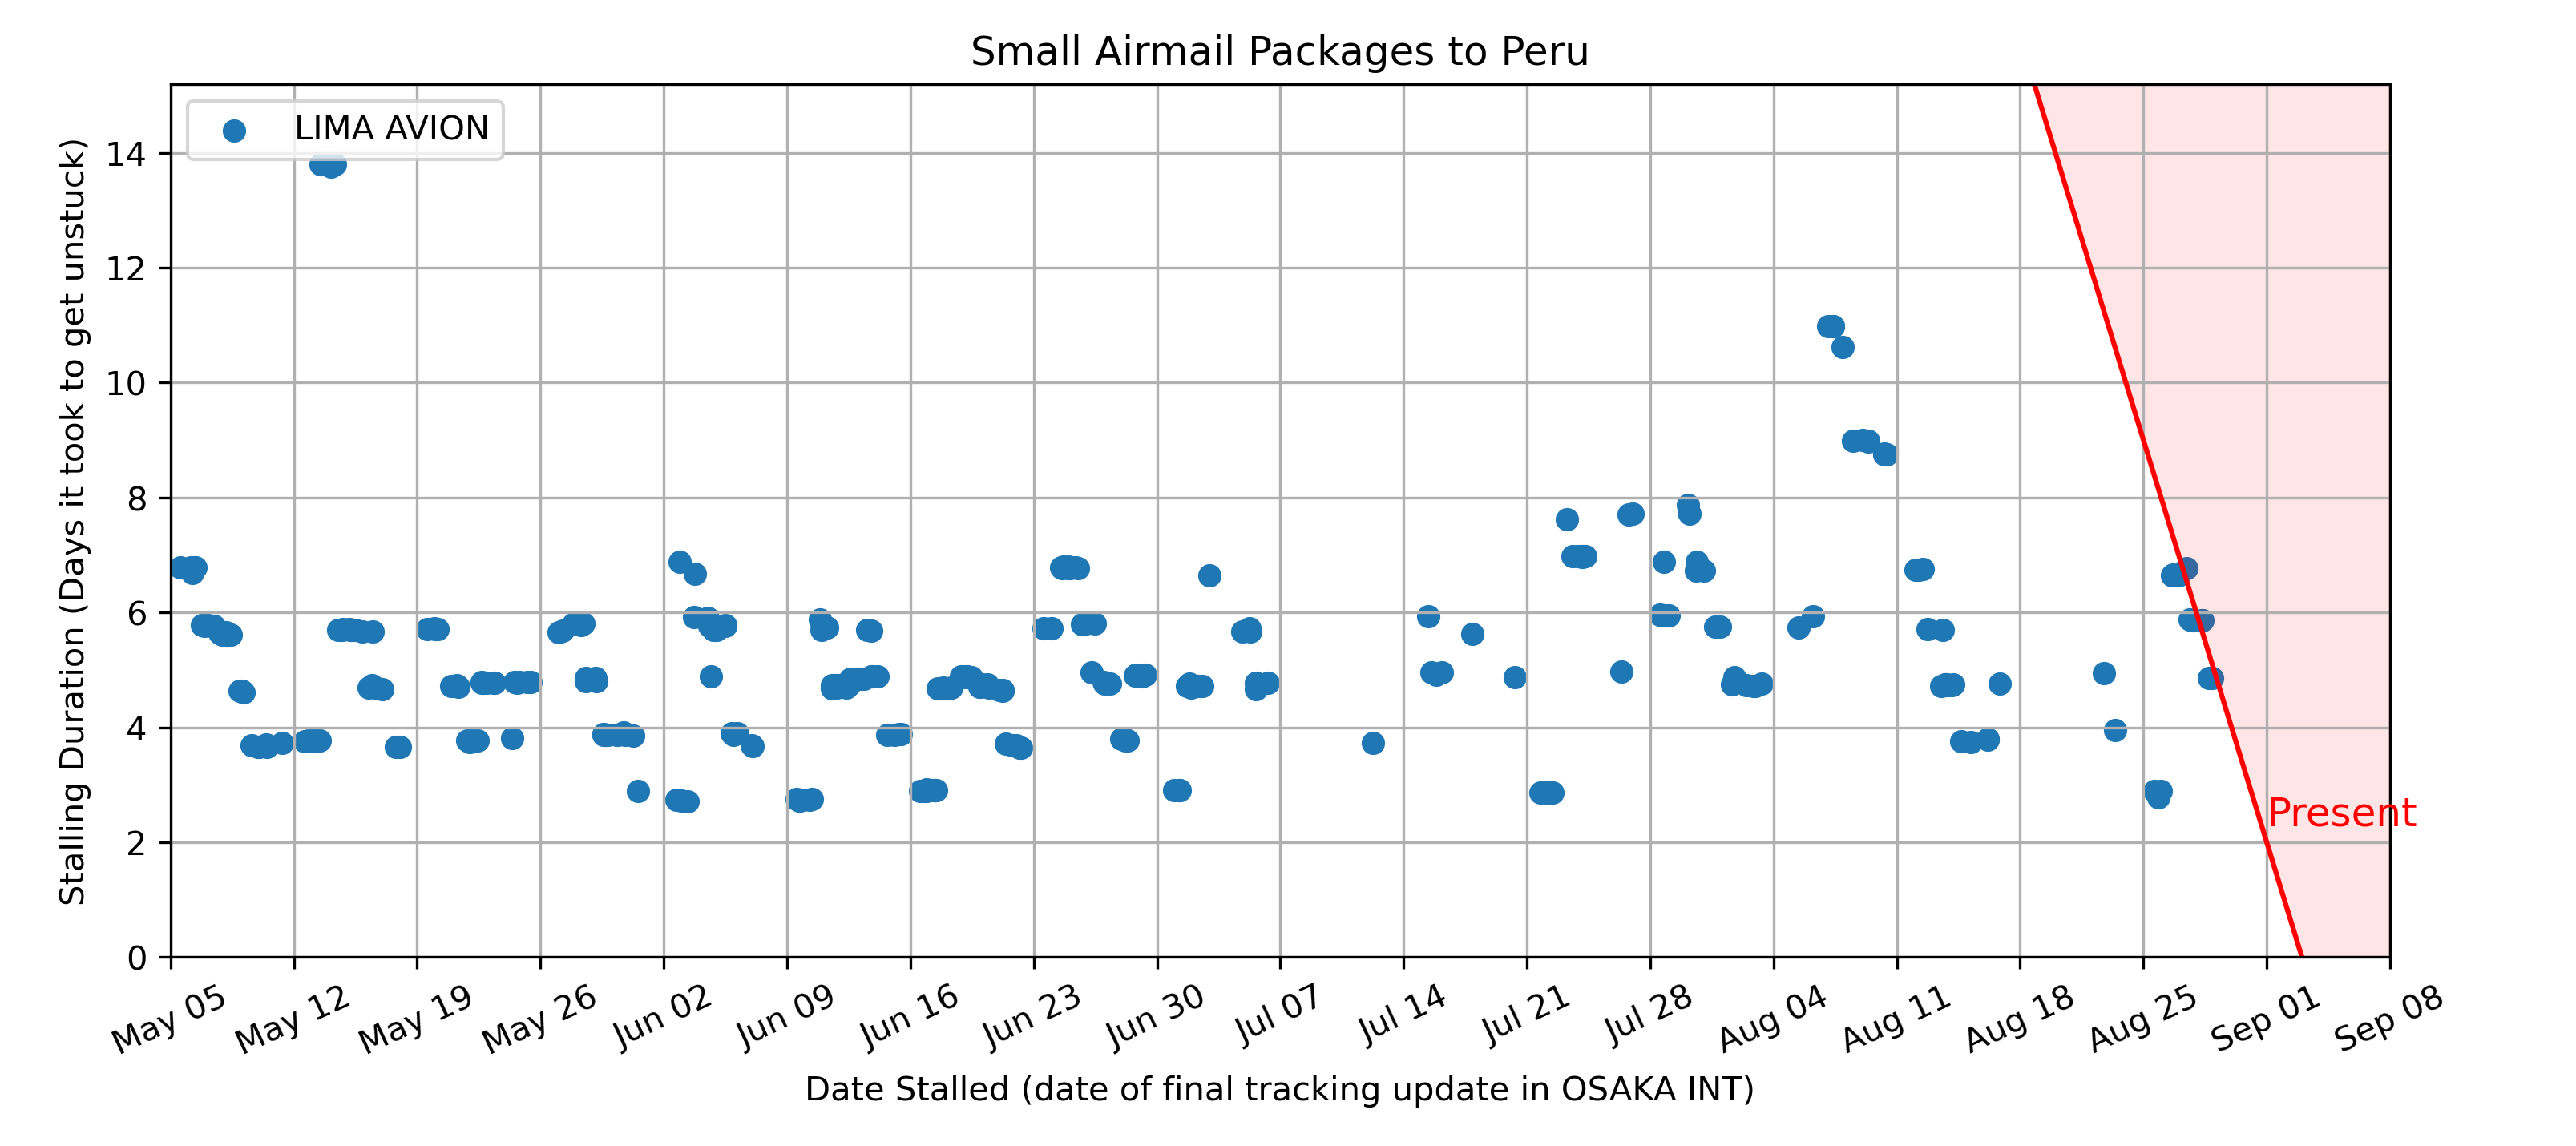 Small Airmail Packages to Peru
LIMA AVION
Stalling Duration (Days it took to get unstuck)
14
12
10
8
6
4
2
0
Present
May 05
May 12
May 19
May 26
Jun 02
Jun 09
Jun 16
Jun 23
Jun 30
Jul 07
Jul 14
Jul 21
Jul 28
Aug 04
Aug 11
Aug 18
Aug 25
Sep 01
Sep 08
Date Stalled (date of final tracking update in OSAKA INT)